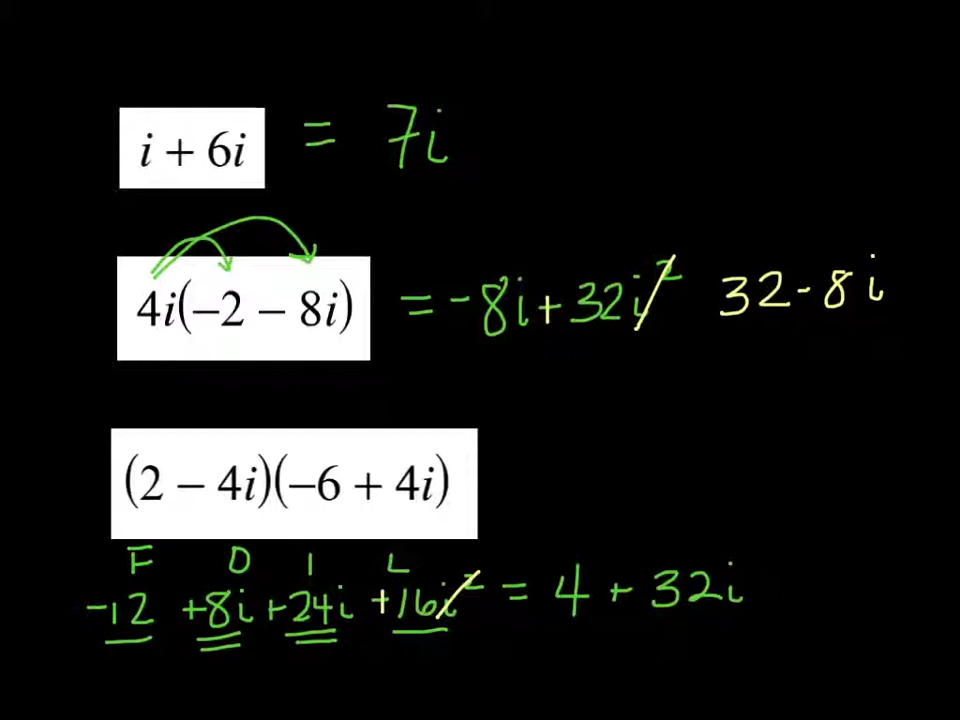 i + 6i = 7i
4i(−2 − 8i) = -8i + 32i² 32 - 8i
(2 − 4i)(−6 + 4i)
F O I L
-12 +8i +24i +16i² = 4 + 32i